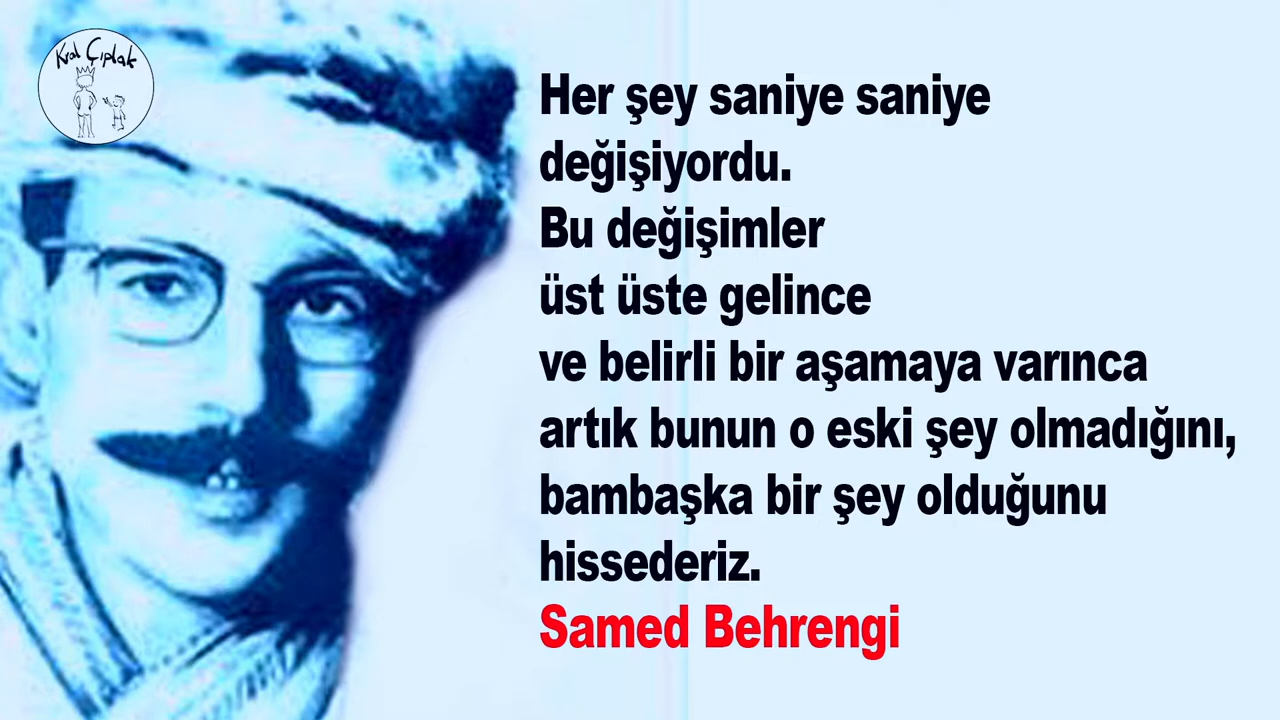 Kral Çıplak
Her şey saniye saniye
değişiyordu.
Bu değişimler
üst üste gelince
ve belirli bir aşamaya varınca
artık bunun o eski şey olmadığını,
bambaşka bir şey olduğunu
hissederiz.
Samed Behrengi